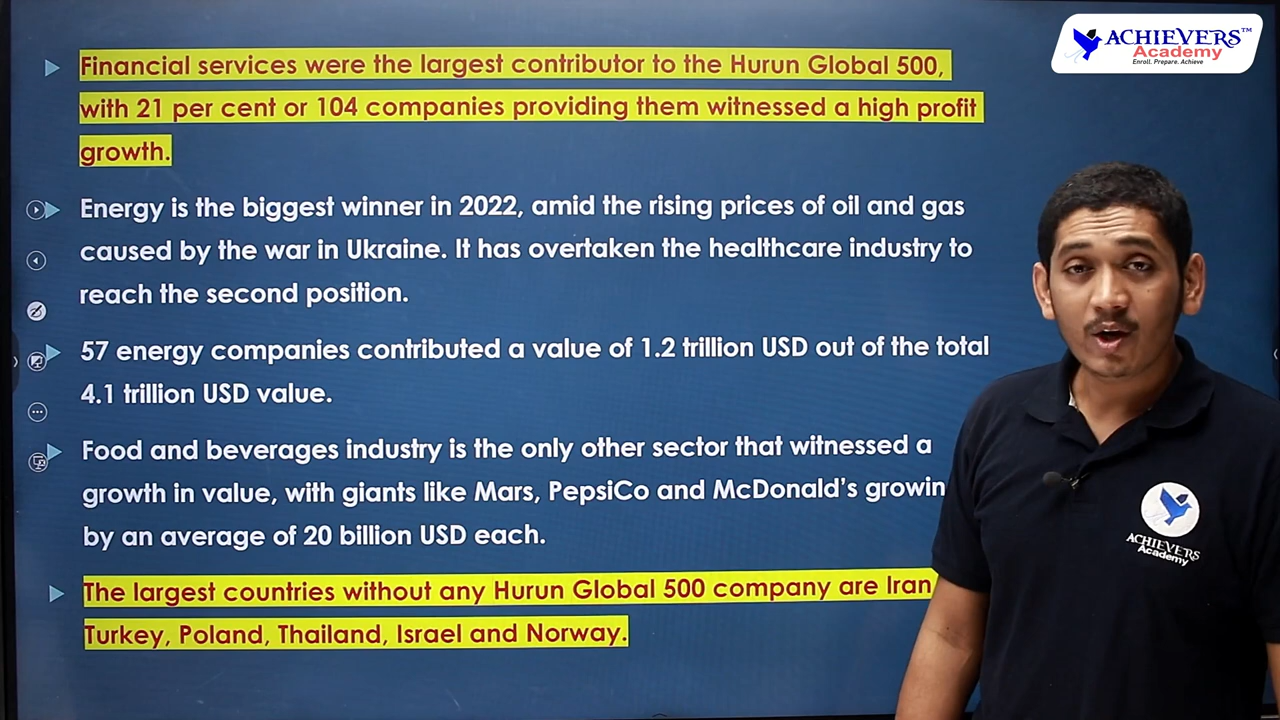 ACHIEVERS™
Academy
Enroll. Prepare. Achieve
Financial services were the largest contributor to the Hurun Global 500,
with 21 per cent or 104 companies providing them witnessed a high profit
growth.
Energy is the biggest winner in 2022, amid the rising prices of oil and gas
caused by the war in Ukraine. It has overtaken the healthcare industry to
reach the second position.
57 energy companies contributed a value of 1.2 trillion USD out of the total
4.1 trillion USD value.
Food and beverages industry is the only other sector that witnessed a
growth in value, with giants like Mars, PepsiCo and McDonald's growin
by an average of 20 billion USD each.
The largest countries without any Hurun Global 500 company are Iran
Turkey, Poland, Thailand, Israel and Norway.
ACHIEVERS
Academy